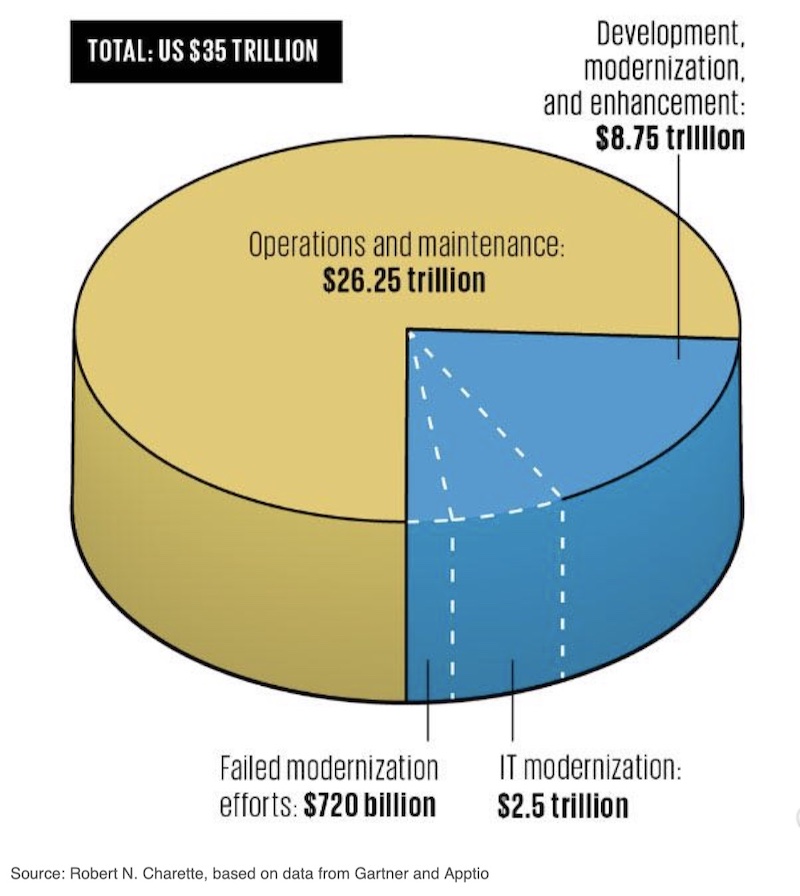 TOTAL: US $35 TRILLION
Development,
modernization,
and enhancement:
$8.75 trillion
Operations and maintenance:
$26.25 trillion
Failed modernization
efforts: $720 billion
IT modernization:
$2.5 trillion
Source: Robert N. Charette, based on data from Gartner and Apptio